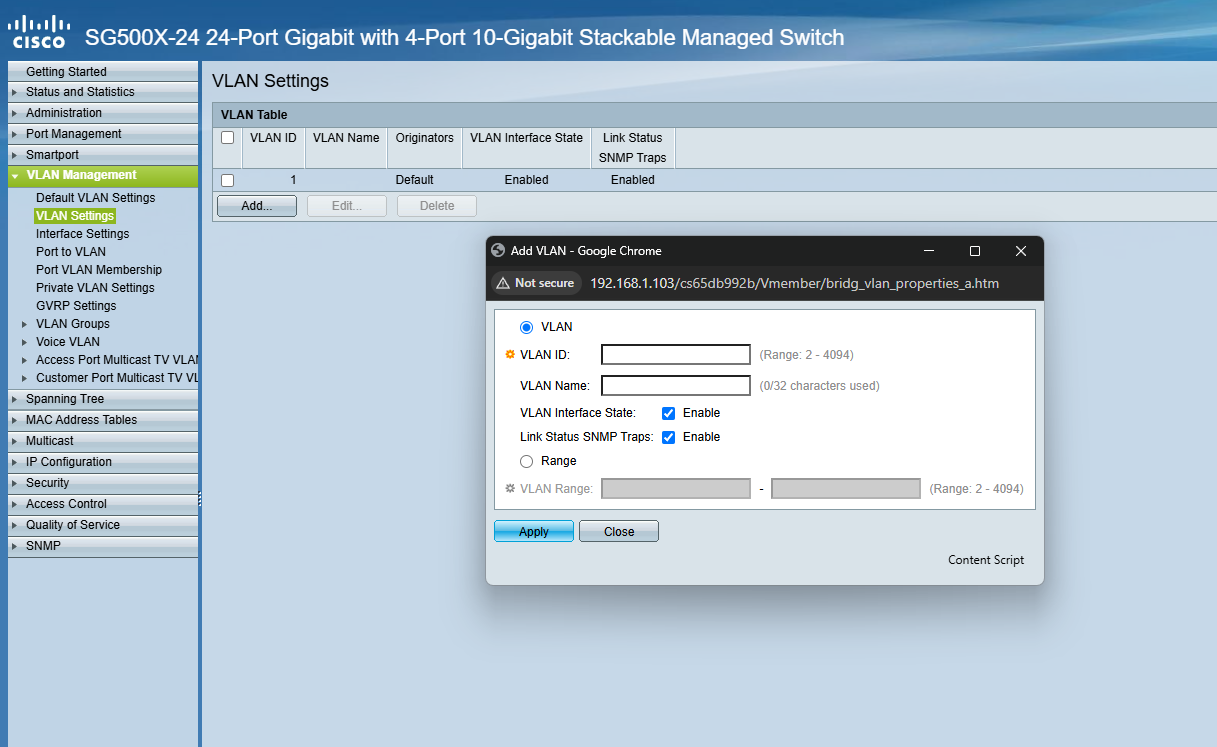 CISCO SG500X-24 24-Port Gigabit with 4-Port 10-Gigabit Stackable Managed Switch
Getting Started
Status and Statistics
Administration
Port Management
Smartport
VLAN Management
Default VLAN Settings
VLAN Settings
Interface Settings
Port to VLAN
Port VLAN Membership
Private VLAN Settings
GVRP Settings
VLAN Groups
Voice VLAN
Access Port Multicast TV VLAN
Customer Port Multicast TV VL
Spanning Tree
MAC Address Tables
Multicast
IP Configuration
Security
Access Control
Quality of Service
SNMP
VLAN Settings
VLAN Table
VLAN ID VLAN Name Originators VLAN Interface State Link Status
SNMP Traps
1 Default Enabled Enabled
Add... Edit... Delete
Add VLAN - Google Chrome
Not secure 192.168.1.103/cs65db992b/Vmember/bridg_vlan_properties_a.htm
VLAN
VLAN ID: (Range: 2 - 4094)
VLAN Name: (0/32 characters used)
VLAN Interface State: Enable
Link Status SNMP Traps: Enable
Range
VLAN Range: - (Range: 2 - 4094)
Apply Close
Content Script